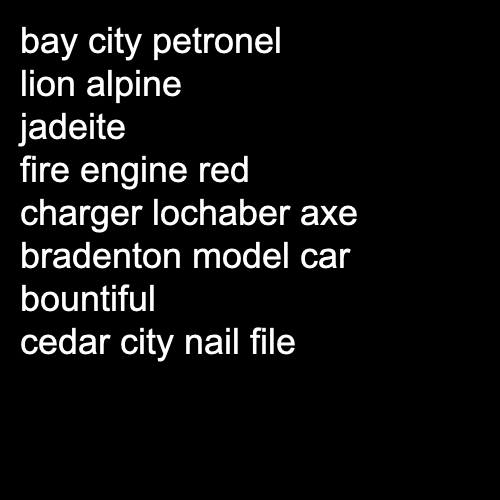 bay city petronel
lion alpine
jadeite
fire engine red
charger lochaber axe
bradenton model car
bountiful
cedar city nail file